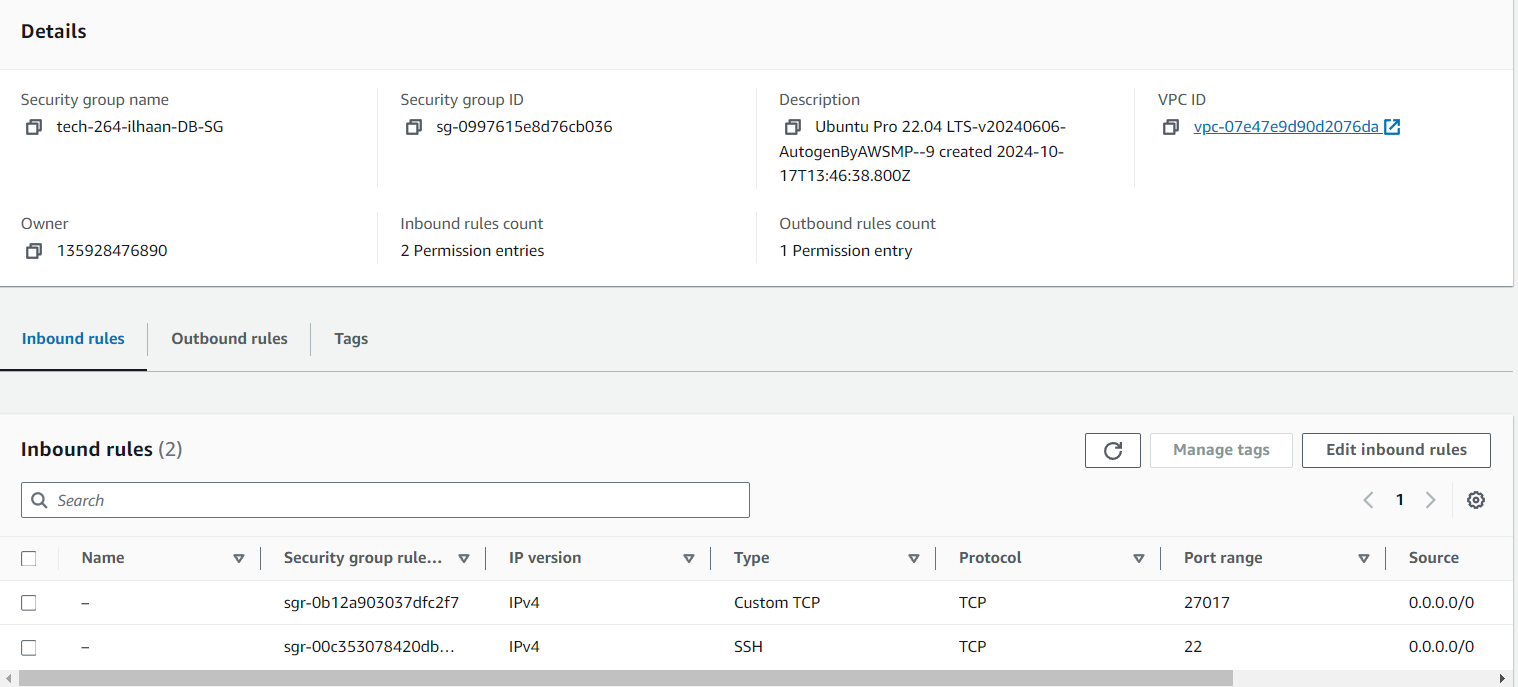 Details
Security group name
tech-264-ilhaan-DB-SG
Security group ID
sg-0997615e8d76cb036
Description
Ubuntu Pro 22.04 LTS-v20240606-
AutogenByAWSMP--9 created 2024-10-
17T13:46:38.800Z
VPC ID
vpc-07e47e9d90d2076da
Owner
135928476890
Inbound rules count
2 Permission entries
Outbound rules count
1 Permission entry
Inbound rules Outbound rules Tags
Inbound rules (2)
Manage tags Edit inbound rules
Search
1
Name Security group rule... IP version Type Protocol Port range Source
– sgr-0b12a903037dfc2f7 IPv4 Custom TCP TCP 27017 0.0.0.0/0
– sgr-00c353078420db... IPv4 SSH TCP 22 0.0.0.0/0